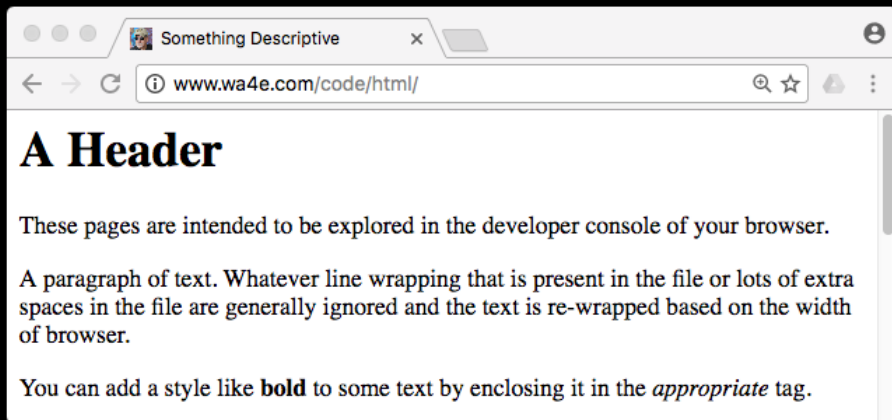 Something Descriptive
www.wa4e.com/code/html/
A Header
These pages are intended to be explored in the developer console of your browser.
A paragraph of text. Whatever line wrapping that is present in the file or lots of extra
spaces in the file are generally ignored and the text is re-wrapped based on the width
of browser.
You can add a style like bold to some text by enclosing it in the appropriate tag.